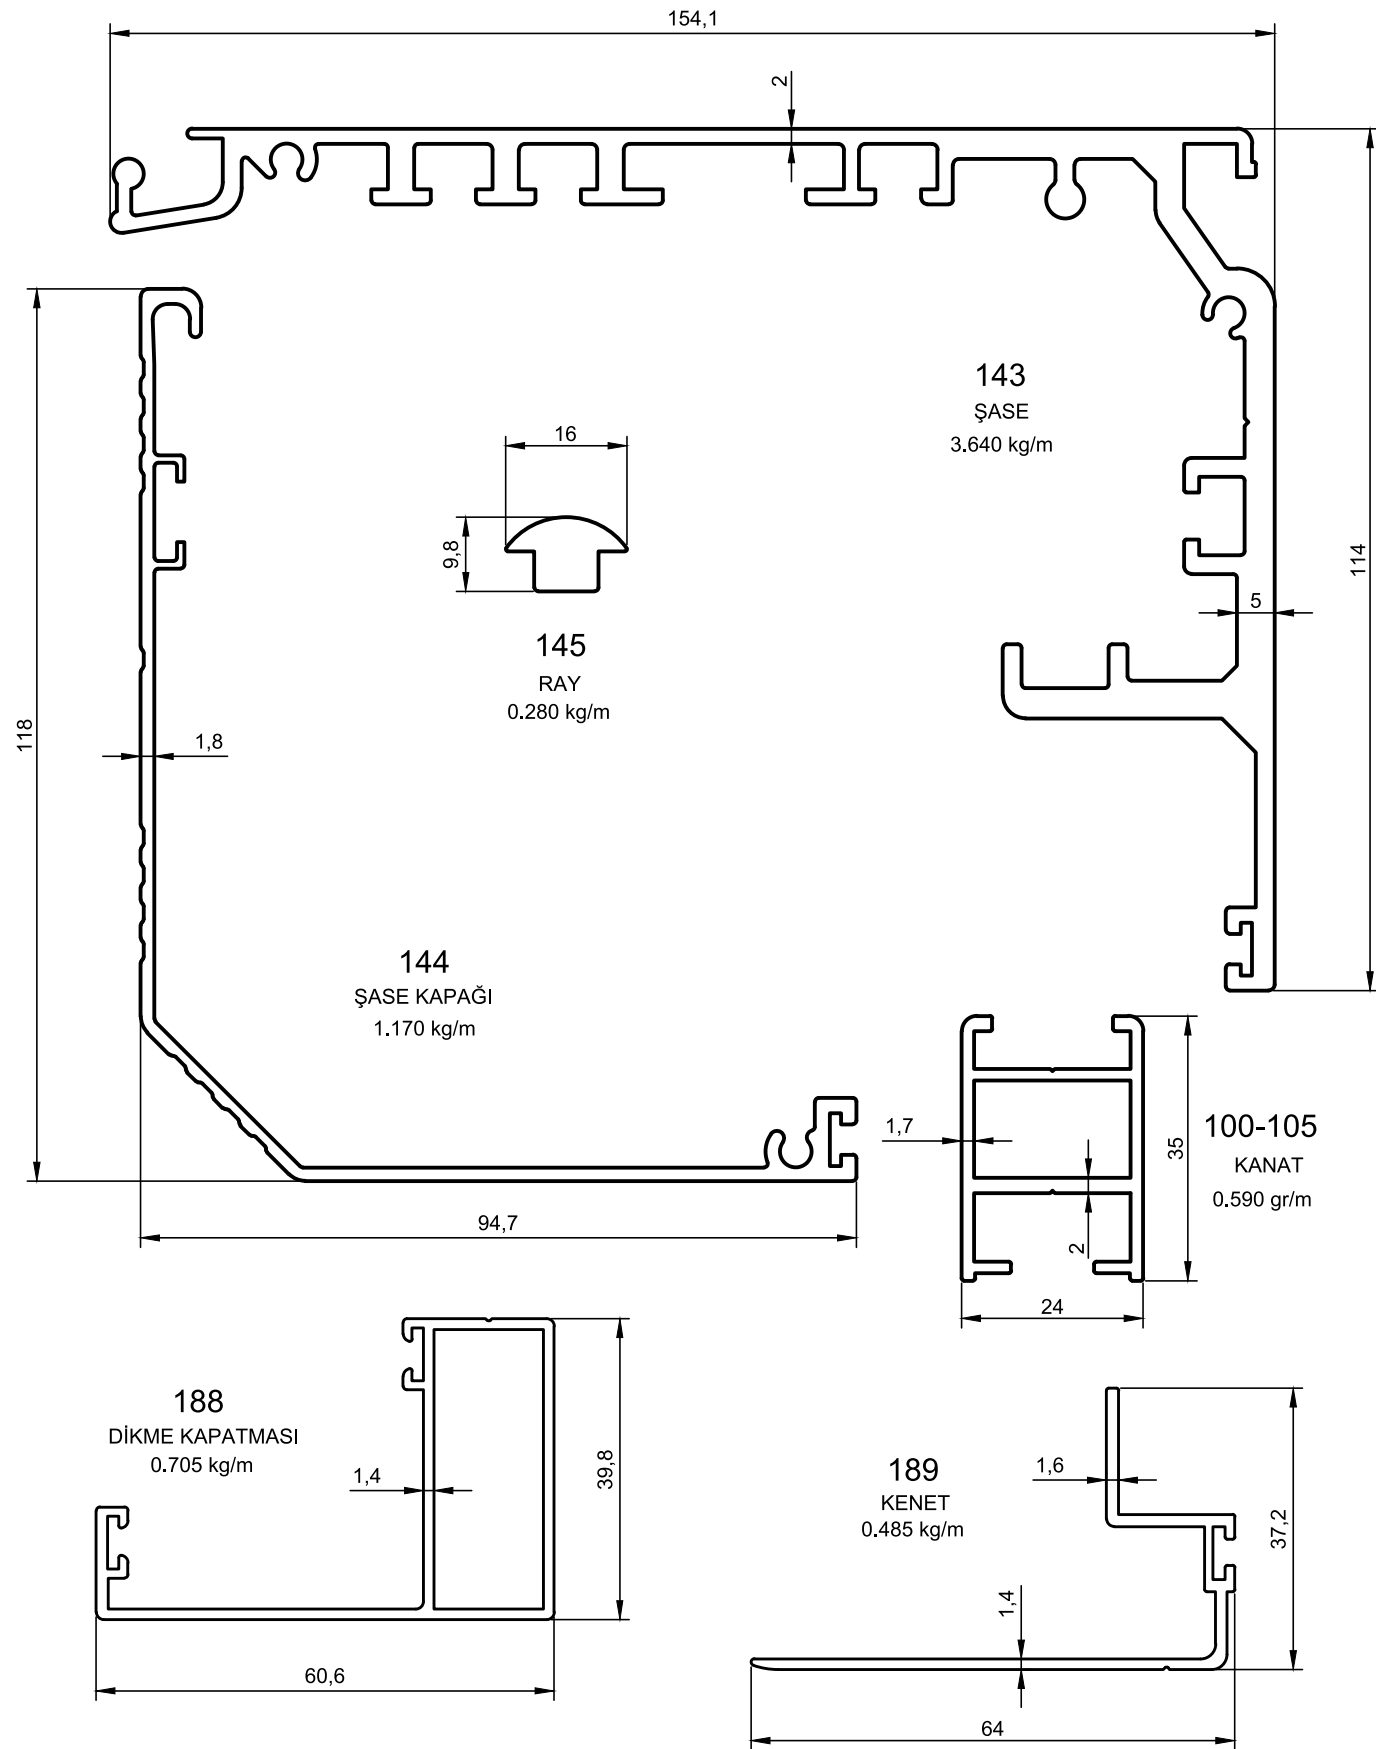 154,1
2
143
ŞASE
3.640 kg/m
16
9,8
114
5
145
RAY
0.280 kg/m
118
1,8
144
ŞASE KAPAĞI
1.170 kg/m
94,7
1,7
2
35
24
100-105
KANAT
0.590 gr/m
188
DİKME KAPATMASI
0.705 kg/m
1,4
39,8
60,6
189
KENET
0.485 kg/m
1,6
37,2
1,4
64